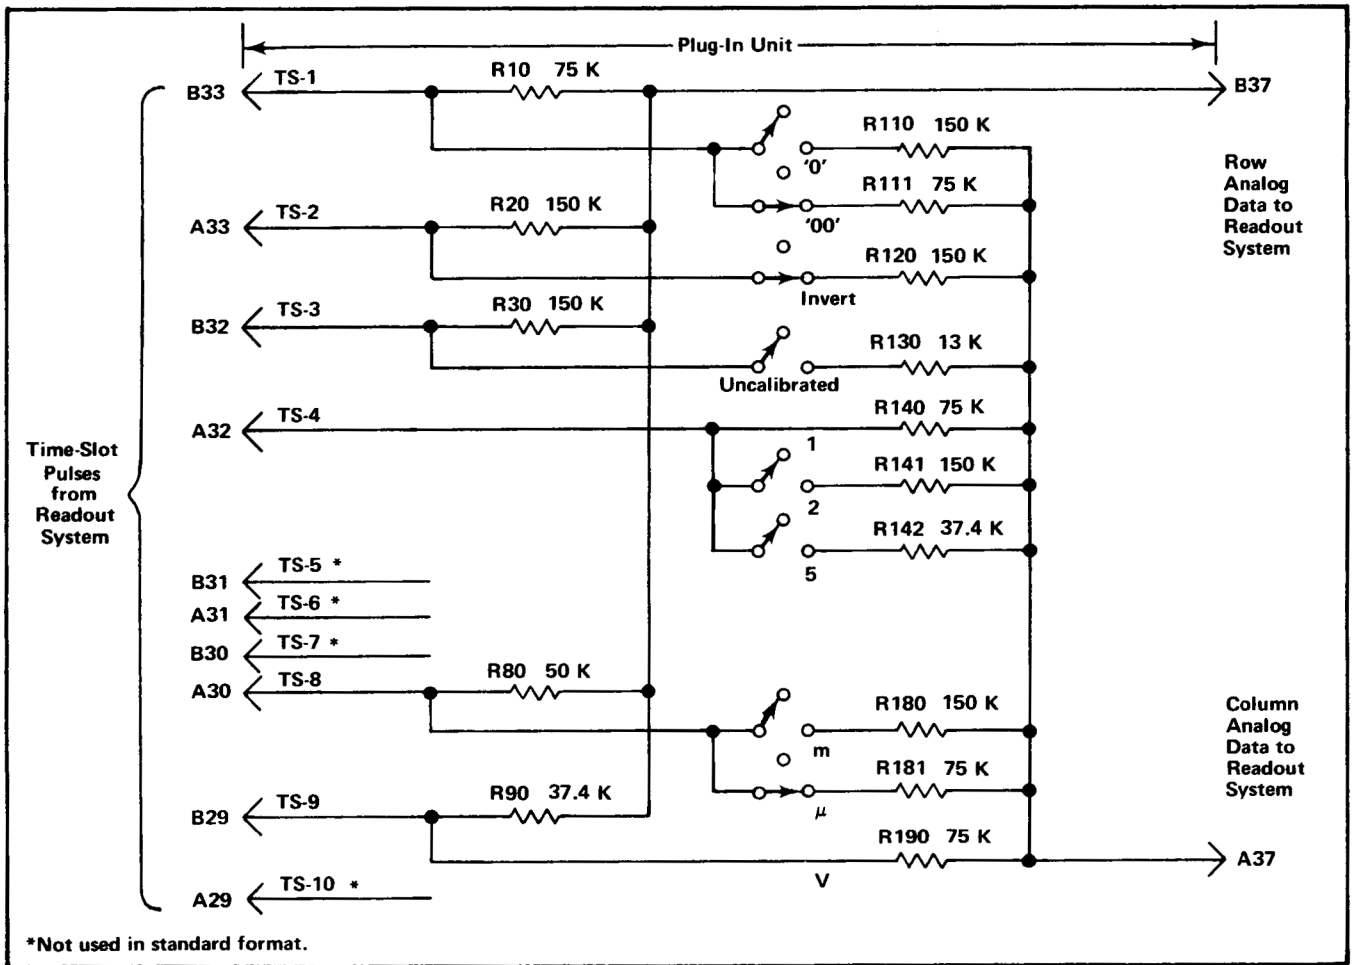 Plug-In Unit
B33 TS-1 R10 75 K B37
R110 150 K
'0'
Row
Analog
Data to
Readout
System
R111 75 K
'00'
A33 TS-2 R20 150 K
R120 150 K
Invert
B32 TS-3 R30 150 K
R130 13 K
Uncalibrated
A32 TS-4 R140 75 K
1
R141 150 K
2
R142 37.4 K
5
Time-Slot
Pulses
from
Readout
System
B31 TS-5 *
A31 TS-6 *
B30 TS-7 *
A30 TS-8 R80 50 K
R180 150 K
m
Column
Analog
Data to
Readout
System
R181 75 K
μ
B29 TS-9 R90 37.4 K
R190 75 K
V
A37
A29 TS-10 *
*Not used in standard format.